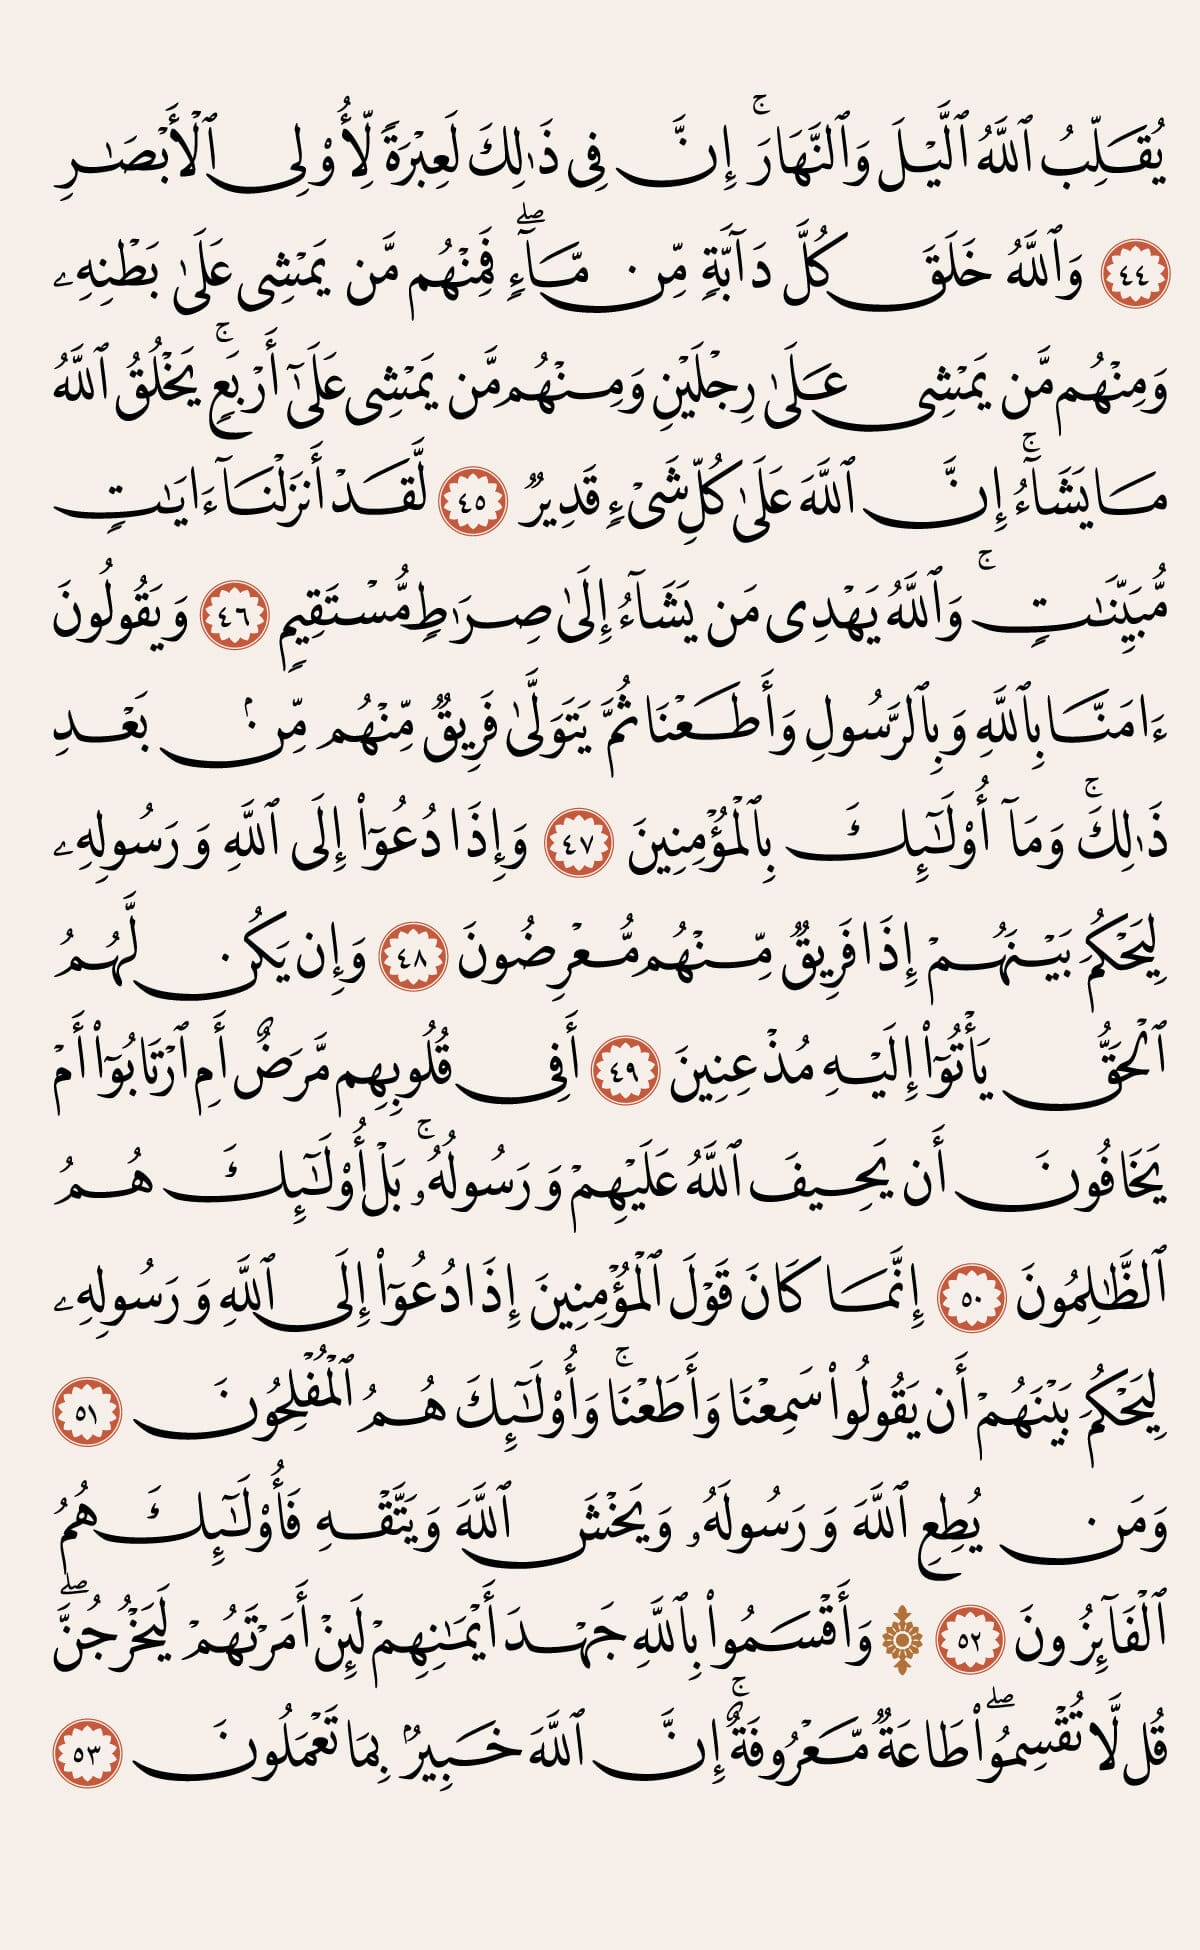 يُقَلِّبُ ٱللَّهُ ٱلَّيْلَ وَٱلنَّهَارَ ۚ إِنَّ فِى ذَٰلِكَ لَعِبْرَةً لِّأُو۟لِى ٱلْأَبْصَـٰرِ
٤٤ وَٱللَّهُ خَلَقَ كُلَّ دَآبَّةٍ مِّن مَّآءٍ ۖ فَمِنْهُم مَّن يَمْشِى عَلَىٰ بَطْنِهِۦ
وَمِنْهُم مَّن يَمْشِى عَلَىٰ رِجْلَيْنِ وَمِنْهُم مَّن يَمْشِى عَلَىٰٓ أَرْبَعٍ ۚ يَخْلُقُ ٱللَّهُ
مَا يَشَآءُ ۚ إِنَّ ٱللَّهَ عَلَىٰ كُلِّ شَىْءٍ قَدِيرٌ ٤٥ لَّقَدْ أَنزَلْنَآ ءَايَـٰتٍ
مُّبَيِّنَـٰتٍ ۚ وَٱللَّهُ يَهْدِى مَن يَشَآءُ إِلَىٰ صِرَٰطٍ مُّسْتَقِيمٍ ٤٦ وَيَقُولُونَ
ءَامَنَّا بِٱللَّهِ وَبِٱلرَّسُولِ وَأَطَعْنَا ثُمَّ يَتَوَلَّىٰ فَرِيقٌ مِّنْهُم مِّنۢ بَعْدِ
ذَٰلِكَ ۚ وَمَآ أُو۟لَـٰٓئِكَ بِٱلْمُؤْمِنِينَ ٤٧ وَإِذَا دُعُوٓا۟ إِلَى ٱللَّهِ وَرَسُولِهِۦ
لِيَحْكُمَ بَيْنَهُمْ إِذَا فَرِيقٌ مِّنْهُم مُّعْرِضُونَ ٤٨ وَإِن يَكُن لَّهُمُ
ٱلْحَقُّ يَأْتُوٓا۟ إِلَيْهِ مُذْعِنِينَ ٤٩ أَفِى قُلُوبِهِم مَّرَضٌ أَمِ ٱرْتَابُوٓا۟ أَمْ
يَخَافُونَ أَن يَحِيفَ ٱللَّهُ عَلَيْهِمْ وَرَسُولُهُۥ ۚ بَلْ أُو۟لَـٰٓئِكَ هُمُ
ٱلظَّـٰلِمُونَ ٥٠ إِنَّمَا كَانَ قَوْلَ ٱلْمُؤْمِنِينَ إِذَا دُعُوٓا۟ إِلَى ٱللَّهِ وَرَسُولِهِۦ
لِيَحْكُمَ بَيْنَهُمْ أَن يَقُولُوا۟ سَمِعْنَا وَأَطَعْنَا ۚ وَأُو۟لَـٰٓئِكَ هُمُ ٱلْمُفْلِحُونَ ٥١
وَمَن يُطِعِ ٱللَّهَ وَرَسُولَهُۥ وَيَخْشَ ٱللَّهَ وَيَتَّقْهِ فَأُو۟لَـٰٓئِكَ هُمُ
ٱلْفَآئِزُونَ ٥٢ ۞ وَأَقْسَمُوا۟ بِٱللَّهِ جَهْدَ أَيْمَـٰنِهِمْ لَئِنْ أَمَرْتَهُمْ لَيَخْرُجُنَّ ۖ
قُل لَّا تُقْسِمُوا۟ ۖ طَاعَةٌ مَّعْرُوفَةٌ ۚ إِنَّ ٱللَّهَ خَبِيرٌۢ بِمَا تَعْمَلُونَ ٥٣